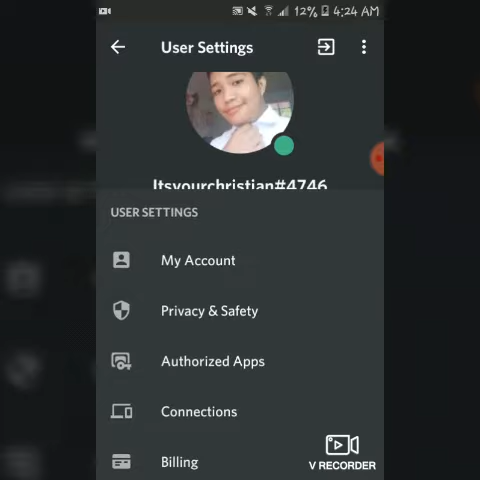 12% 4:24 AM
User Settings
Itsyourchristian#4746
USER SETTINGS
My Account
Privacy & Safety
Authorized Apps
Connections
Billing
V RECORDER